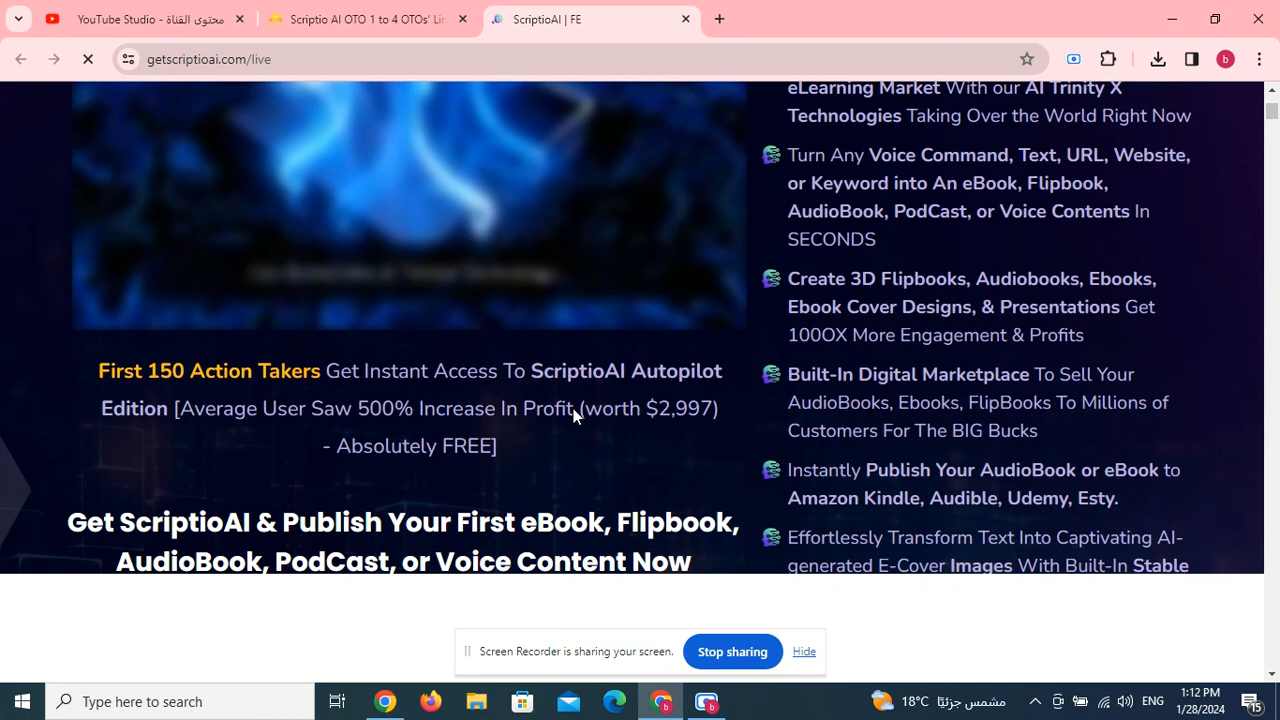 YouTube Studio - محتوى القناة
Scriptio AI OTO 1 to 4 OTOs' Lin
ScriptioAI | FE
getscriptioai.com/live
b
eLearning Market With our AI Trinity X
Technologies Taking Over the World Right Now
Turn Any Voice Command, Text, URL, Website,
or Keyword into An eBook, Flipbook,
AudioBook, PodCast, or Voice Contents In
SECONDS
Create 3D Flipbooks, Audiobooks, Ebooks,
Ebook Cover Designs, & Presentations Get
100OX More Engagement & Profits
Built-In Digital Marketplace To Sell Your
AudioBooks, Ebooks, FlipBooks To Millions of
Customers For The BIG Bucks
Instantly Publish Your AudioBook or eBook to
Amazon Kindle, Audible, Udemy, Esty.
Effortlessly Transform Text Into Captivating AI-
generated E-Cover Images With Built-In Stable
First 150 Action Takers Get Instant Access To ScriptioAI Autopilot
Edition [Average User Saw 500% Increase In Profit (worth $2,997)
- Absolutely FREE]
Get ScriptioAI & Publish Your First eBook, Flipbook,
AudioBook, PodCast, or Voice Content Now
Screen Recorder is sharing your screen.
Stop sharing
Hide
Type here to search
b
b
18°C مشمس جزئيًا
ENG
1:12 PM
1/28/2024
15